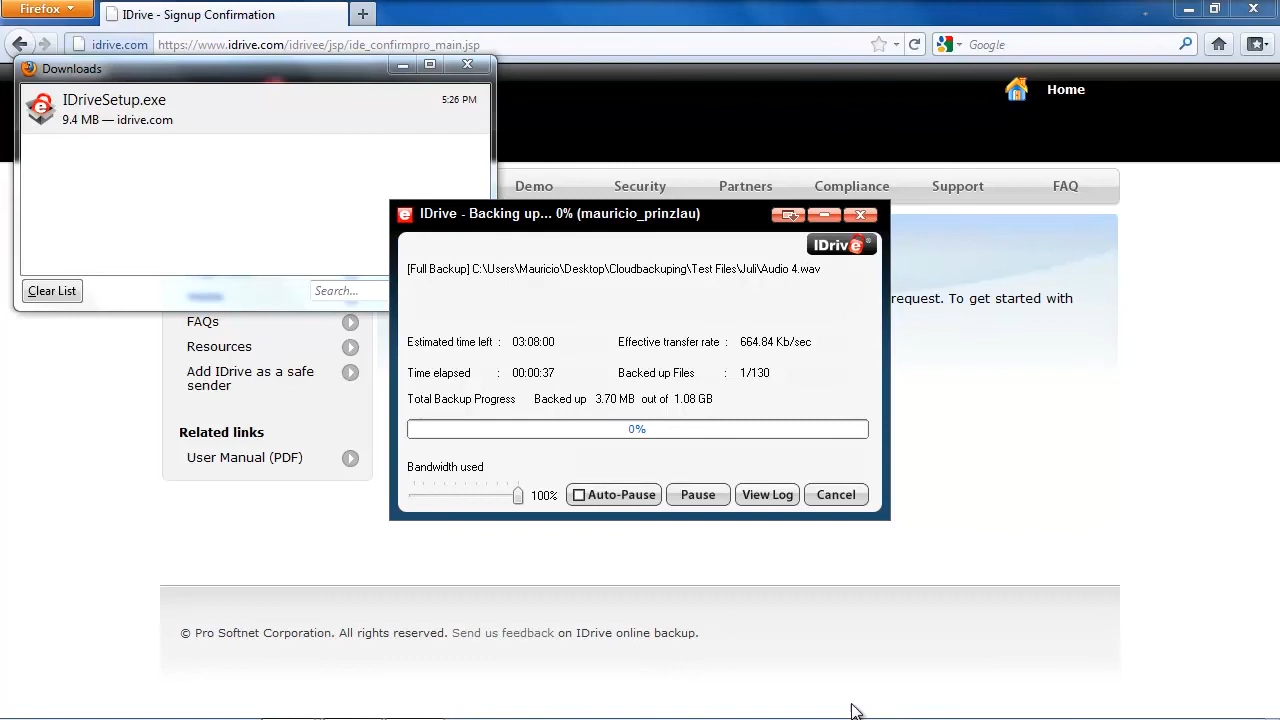 Firefox
IDrive - Signup Confirmation
idrive.com
https://www.idrive.com/idrivee/jsp/ide_confirmpro_main.jsp
Google
Downloads
IDriveSetup.exe
5:26 PM
9.4 MB — idrive.com
Clear List
Search...
Home
Demo
Security
Partners
Compliance
Support
FAQ
request. To get started with
IDrive - Backing up... 0% (mauricio_prinzlau)
IDrive®
[Full Backup] C:\Users\Mauricio\Desktop\Cloudbackuping\Test Files\Juli\Audio 4.wav
Estimated time left : 03:08:00
Effective transfer rate : 664.84 Kb/sec
Time elapsed : 00:00:37
Backed up Files : 1/130
Total Backup Progress Backed up 3.70 MB out of 1.08 GB
0%
Bandwidth used
100%
Auto-Pause
Pause
View Log
Cancel
FAQs
Resources
Add IDrive as a safe
sender
Related links
User Manual (PDF)
© Pro Softnet Corporation. All rights reserved. Send us feedback on IDrive online backup.